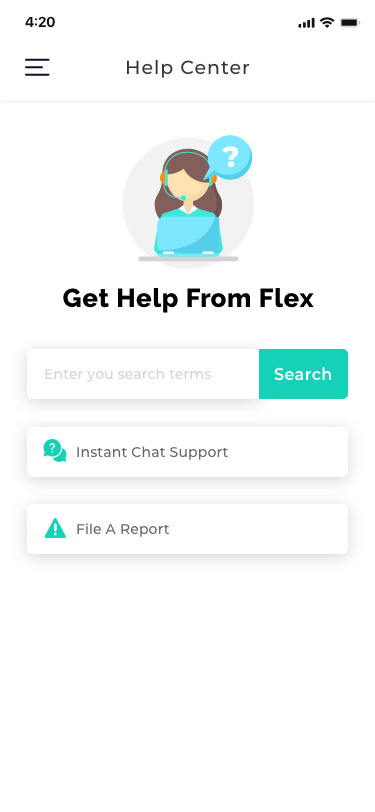 4:20
Help Center
?
Get Help From Flex
Enter you search terms
Search
?
Instant Chat Support
File A Report